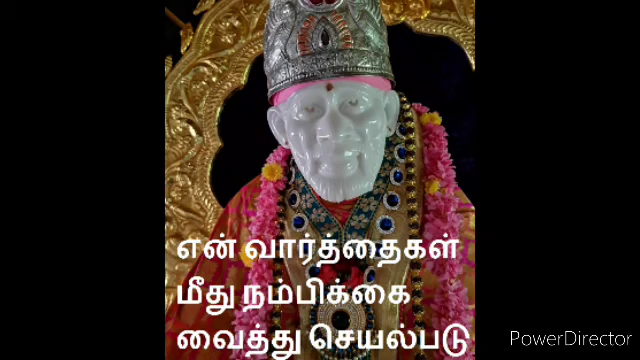 என் வார்த்தைகள்
மீது நம்பிக்கை
வைத்து செயல்படு
PowerDirector